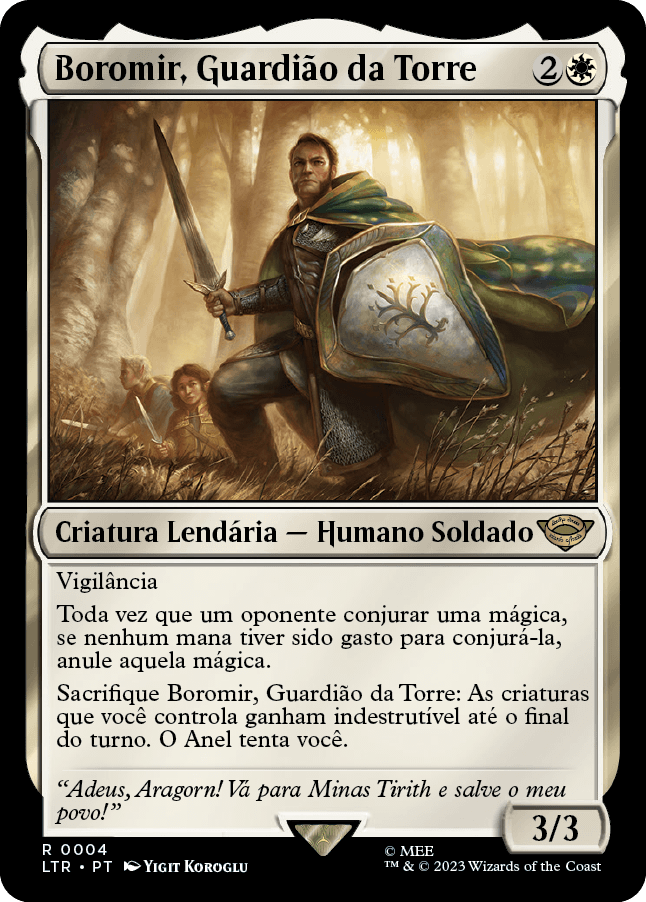 Boromir, Guardião da Torre 2
Criatura Lendária — Humano Soldado
Vigilância
Toda vez que um oponente conjurar uma mágica,
se nenhum mana tiver sido gasto para conjurá-la,
anule aquela mágica.
Sacrifique Boromir, Guardião da Torre: As criaturas
que você controla ganham indestrutível até o final
do turno. O Anel tenta você.
“Adeus, Aragorn! Vá para Minas Tirith e salve o meu
povo!”
3/3
R 0004
LTR • PT Yigit Koroglu
© MEE
™ & © 2023 Wizards of the Coast